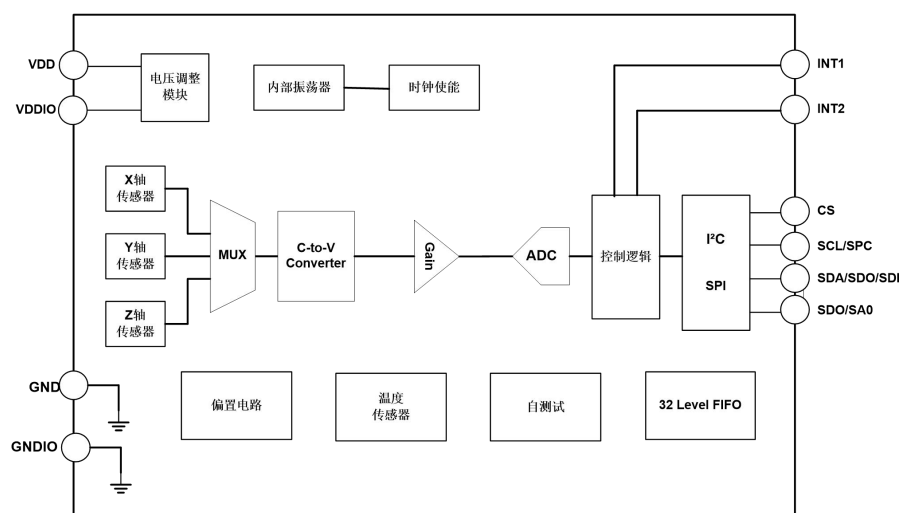 VDD
VDDIO
电压调整
模块
内部振荡器
时钟使能
INT1
INT2
X轴
传感器
Y轴
传感器
Z轴
传感器
MUX
C-to-V
Converter
Gain
ADC
控制逻辑
I²C
SPI
CS
SCL/SPC
SDA/SDO/SDI
SDO/SA0
GND
GNDIO
偏置电路
温度
传感器
自测试
32 Level FIFO